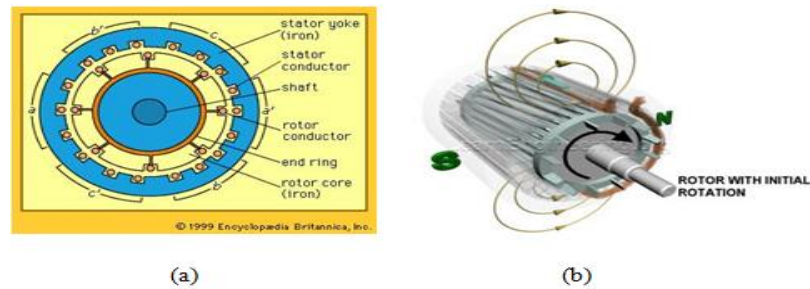 b'
c
a
a'
c'
b
stator yoke
(iron)
stator
conductor
shaft
rotor
conductor
end ring
rotor core
(iron)
© 1999 Encyclopædia Britannica, Inc.
(a)
S
N
ROTOR WITH INITIAL
ROTATION
(b)